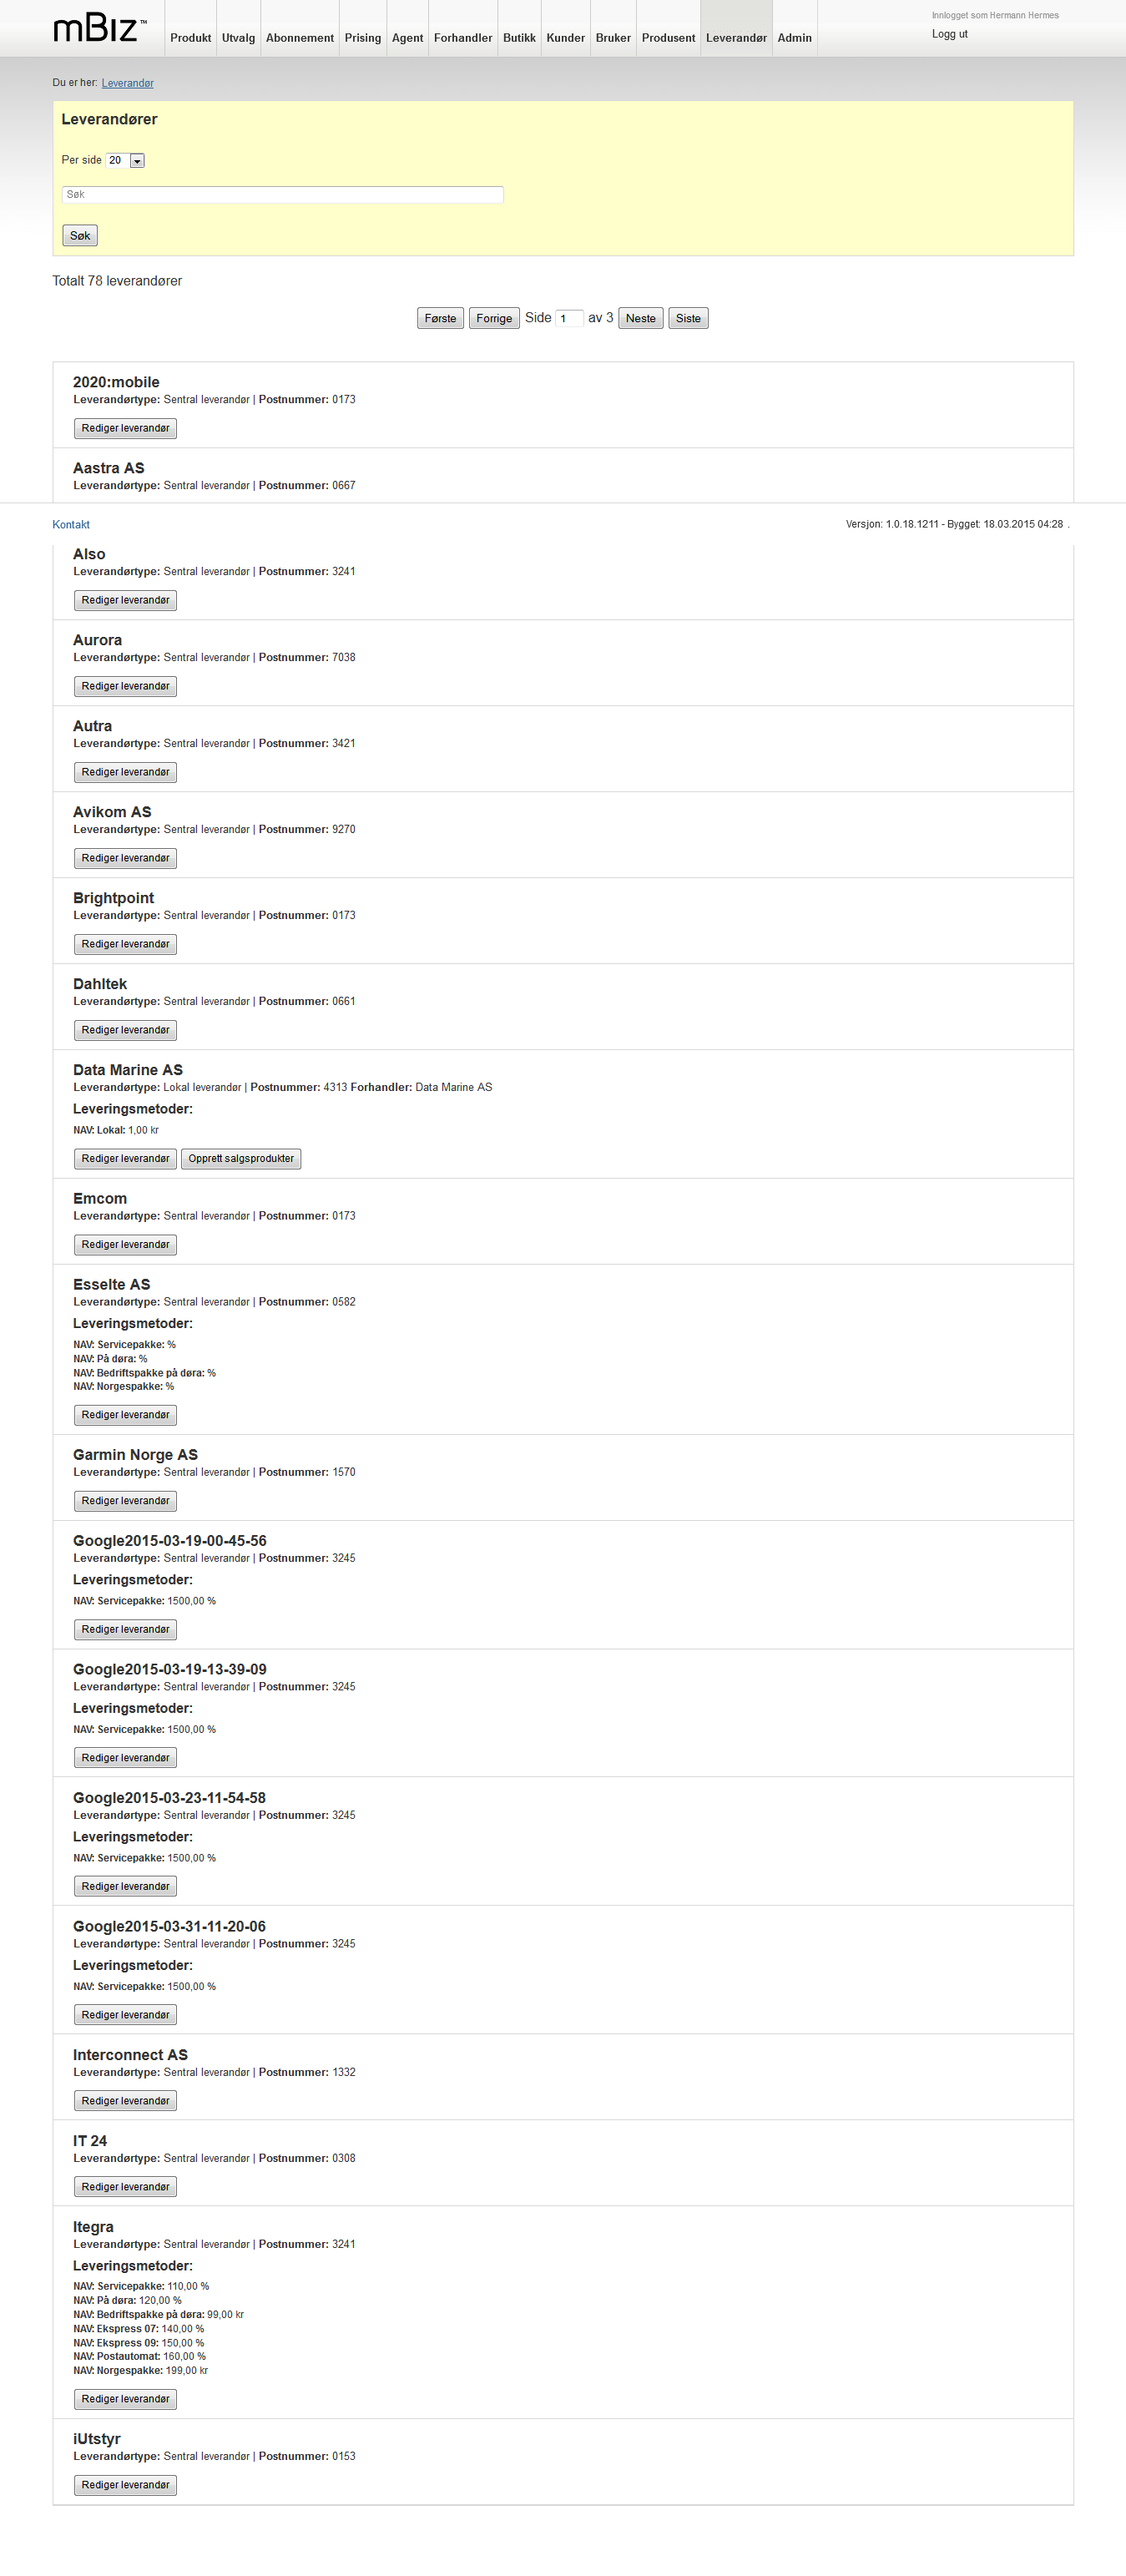 mBiz™
Produkt Utvalg Abonnement Prising Agent Forhandler Butikk Kunder Bruker Produsent Leverandør Admin
Innlogget som Hermann Hermes
Logg ut
Du er her: Leverandør
Leverandører
Per side 20
Søk
Søk
Totalt 78 leverandører
Første Forrige Side 1 av 3 Neste Siste
2020:mobile
Leverandørtype: Sentral leverandør | Postnummer: 0173
Rediger leverandør
Aastra AS
Leverandørtype: Sentral leverandør | Postnummer: 0667
Kontakt
Versjon: 1.0.18.1211 - Bygget: 18.03.2015 04:28 .
Also
Leverandørtype: Sentral leverandør | Postnummer: 3241
Rediger leverandør
Aurora
Leverandørtype: Sentral leverandør | Postnummer: 7038
Rediger leverandør
Autra
Leverandørtype: Sentral leverandør | Postnummer: 3421
Rediger leverandør
Avikom AS
Leverandørtype: Sentral leverandør | Postnummer: 9270
Rediger leverandør
Brightpoint
Leverandørtype: Sentral leverandør | Postnummer: 0173
Rediger leverandør
Dahltek
Leverandørtype: Sentral leverandør | Postnummer: 0661
Rediger leverandør
Data Marine AS
Leverandørtype: Lokal leverandør | Postnummer: 4313 Forhandler: Data Marine AS
Leveringsmetoder:
NAV: Lokal: 1,00 kr
Rediger leverandør Opprett salgsprodukter
Emcom
Leverandørtype: Sentral leverandør | Postnummer: 0173
Rediger leverandør
Esselte AS
Leverandørtype: Sentral leverandør | Postnummer: 0582
Leveringsmetoder:
NAV: Servicepakke: %
NAV: På døra: %
NAV: Bedriftspakke på døra: %
NAV: Norgespakke: %
Rediger leverandør
Garmin Norge AS
Leverandørtype: Sentral leverandør | Postnummer: 1570
Rediger leverandør
Google2015-03-19-00-45-56
Leverandørtype: Sentral leverandør | Postnummer: 3245
Leveringsmetoder:
NAV: Servicepakke: 1500,00 %
Rediger leverandør
Google2015-03-19-13-39-09
Leverandørtype: Sentral leverandør | Postnummer: 3245
Leveringsmetoder:
NAV: Servicepakke: 1500,00 %
Rediger leverandør
Google2015-03-23-11-54-58
Leverandørtype: Sentral leverandør | Postnummer: 3245
Leveringsmetoder:
NAV: Servicepakke: 1500,00 %
Rediger leverandør
Google2015-03-31-11-20-06
Leverandørtype: Sentral leverandør | Postnummer: 3245
Leveringsmetoder:
NAV: Servicepakke: 1500,00 %
Rediger leverandør
Interconnect AS
Leverandørtype: Sentral leverandør | Postnummer: 1332
Rediger leverandør
IT 24
Leverandørtype: Sentral leverandør | Postnummer: 0308
Rediger leverandør
Itegra
Leverandørtype: Sentral leverandør | Postnummer: 3241
Leveringsmetoder:
NAV: Servicepakke: 110,00 %
NAV: På døra: 120,00 %
NAV: Bedriftspakke på døra: 99,00 kr
NAV: Ekspress 07: 140,00 %
NAV: Ekspress 09: 150,00 %
NAV: Postautomat: 160,00 %
NAV: Norgespakke: 199,00 kr
Rediger leverandør
iUtstyr
Leverandørtype: Sentral leverandør | Postnummer: 0153
Rediger leverandør